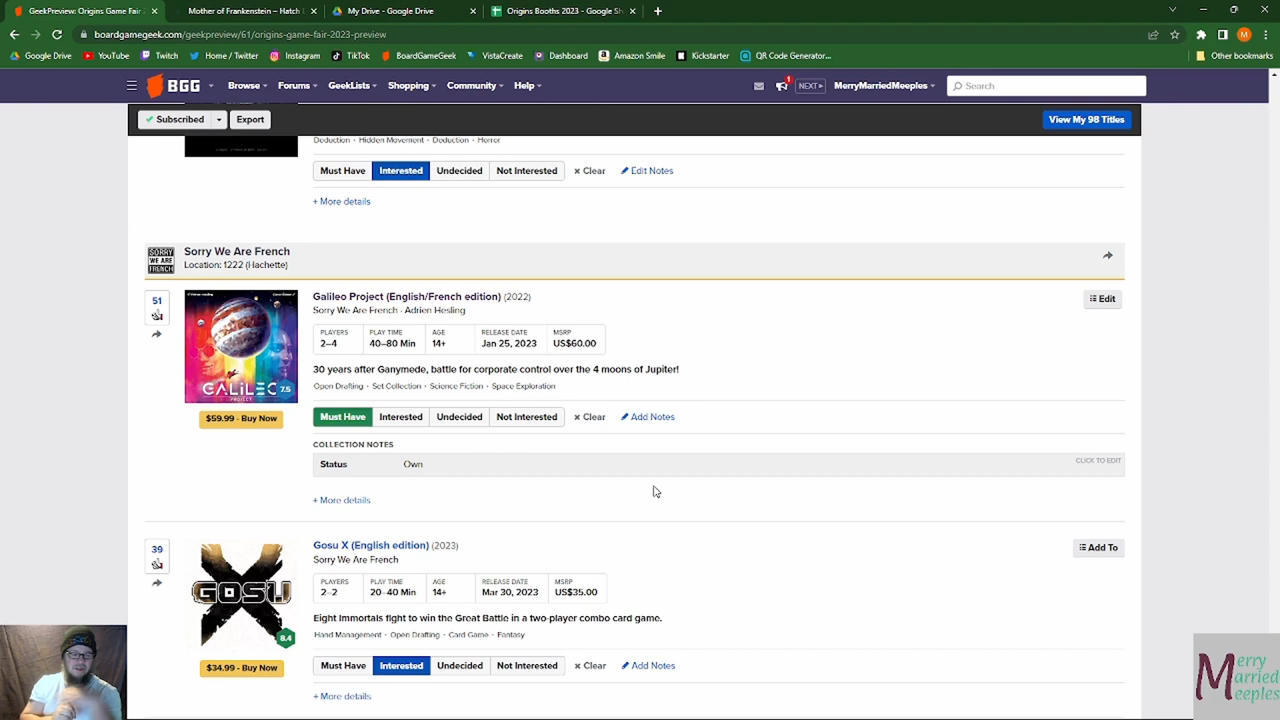 GeekPreview: Origins Game Fair
Mother of Frankenstein – Hatch
My Drive - Google Drive
Origins Booths 2023 - Google Sh
boardgamegeek.com/geekpreview/61/origins-game-fair-2023-preview
Google Drive YouTube Twitch Home / Twitter Instagram TikTok BoardGameGeek VistaCreate Dashboard Amazon Smile Kickstarter QR Code Generator... Other bookmarks
BGG Browse Forums GeekLists Shopping Community Help 1 NEXT MerryMarriedMeeples Search
Subscribed Export View My 98 Titles
Deduction · Hidden Movement · Deduction · Horror
Must Have Interested Undecided Not Interested × Clear Edit Notes
+ More details
SORRY WE ARE FRENCH
Sorry We Are French
Location: 1222 (Hachette)
51
Galileo Project (English/French edition) (2022)
Edit
Sorry We Are French · Adrien Hesling
PLAYERS PLAY TIME AGE RELEASE DATE MSRP
2–4 40–80 Min 14+ Jan 25, 2023 US$60.00
30 years after Ganymede, battle for corporate control over the 4 moons of Jupiter!
Open Drafting · Set Collection · Science Fiction · Space Exploration
GALILEO
PROJECT
7.5
$59.99 - Buy Now
Must Have Interested Undecided Not Interested × Clear Add Notes
COLLECTION NOTES
Status Own CLICK TO EDIT
+ More details
39
Gosu X (English edition) (2023)
Add To
Sorry We Are French
PLAYERS PLAY TIME AGE RELEASE DATE MSRP
2–2 20–40 Min 14+ Mar 30, 2023 US$35.00
Eight Immortals fight to win the Great Battle in a two-player combo card game.
Hand Management · Open Drafting · Card Game · Fantasy
GOSU
X
8.4
$34.99 - Buy Now
Must Have Interested Undecided Not Interested × Clear Add Notes
+ More details
Merry
Married
Meeples